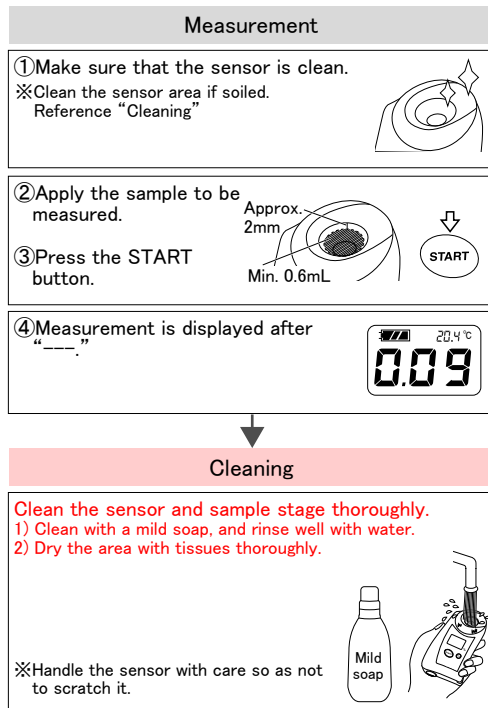 Measurement
①Make sure that the sensor is clean.
※Clean the sensor area if soiled.
Reference “Cleaning”
②Apply the sample to be
measured.
Approx.
2mm
Min. 0.6mL
③Press the START
button.
START
④Measurement is displayed after
“---.”
20.4℃
0.09
Cleaning
Clean the sensor and sample stage thoroughly.
1) Clean with a mild soap, and rinse well with water.
2) Dry the area with tissues thoroughly.
Mild
soap
※Handle the sensor with care so as not
to scratch it.